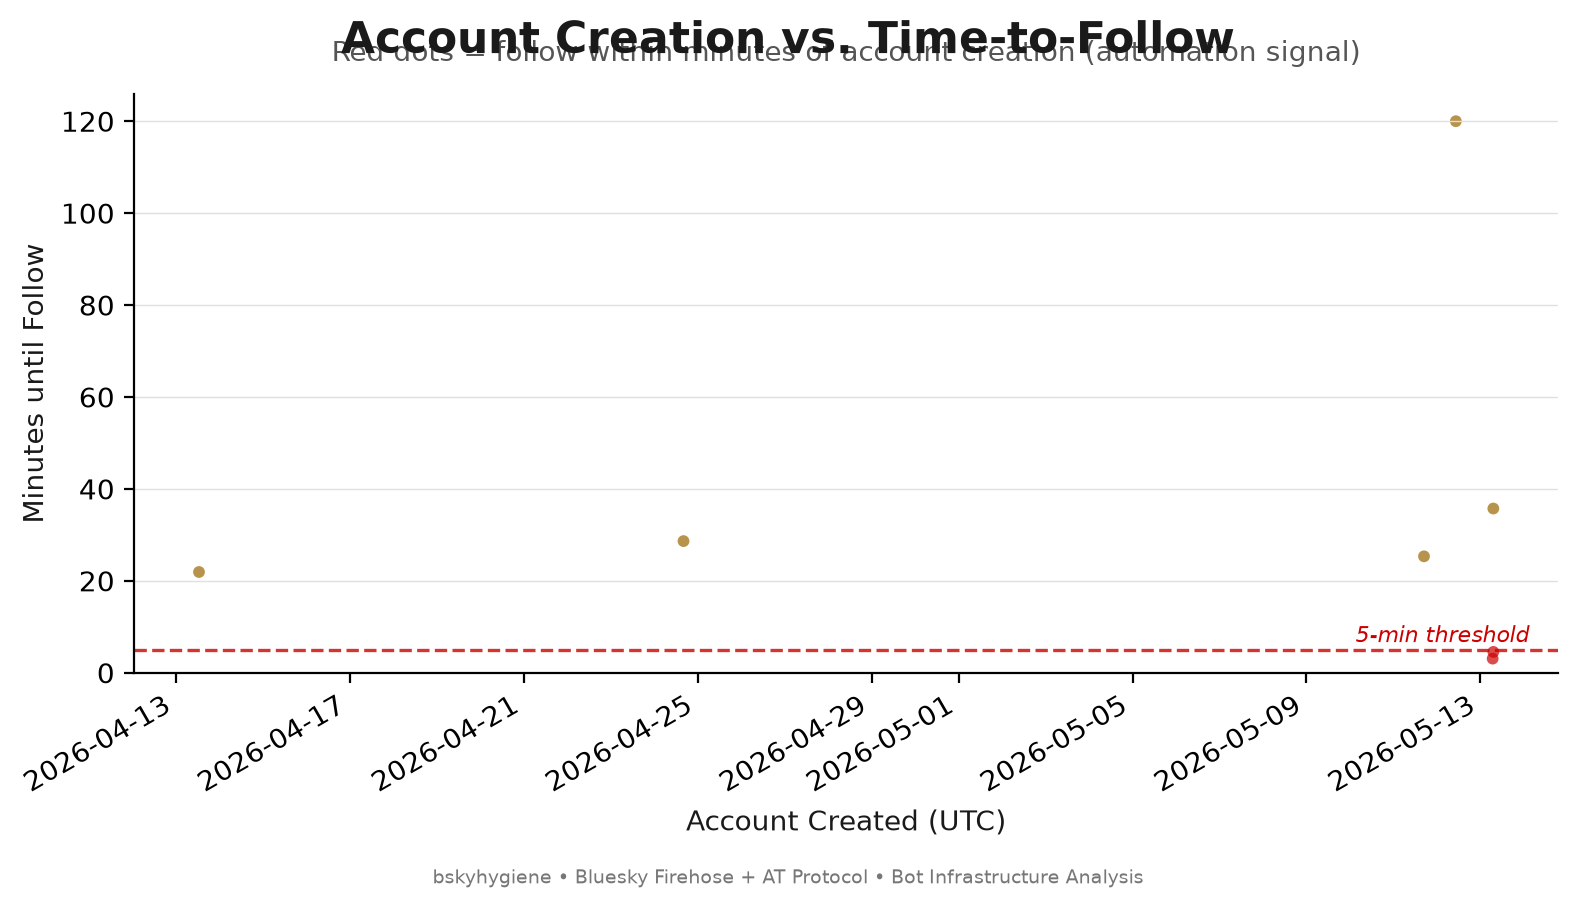 Account Creation vs. Time-to-Follow
Red dots = follow within minutes of account creation (automation signal)
120
100
80
60
40
20
0
Minutes until Follow
5-min threshold
2026-04-13
2026-04-17
2026-04-21
2026-04-25
2026-04-29
2026-05-01
2026-05-05
2026-05-09
2026-05-13
Account Created (UTC)
bskyhygiene • Bluesky Firehose + AT Protocol • Bot Infrastructure Analysis